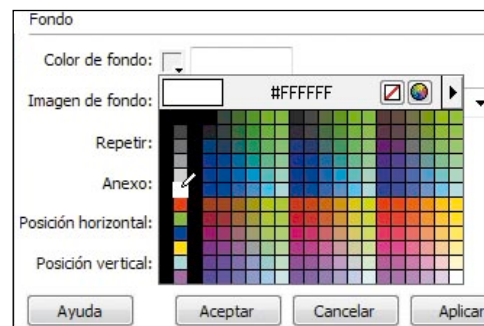 Fondo
Color de fondo:
#FFFFFF
Imagen de fondo:
Repetir:
Anexo:
Posición horizontal:
Posición vertical:
Ayuda Aceptar Cancelar Aplicar